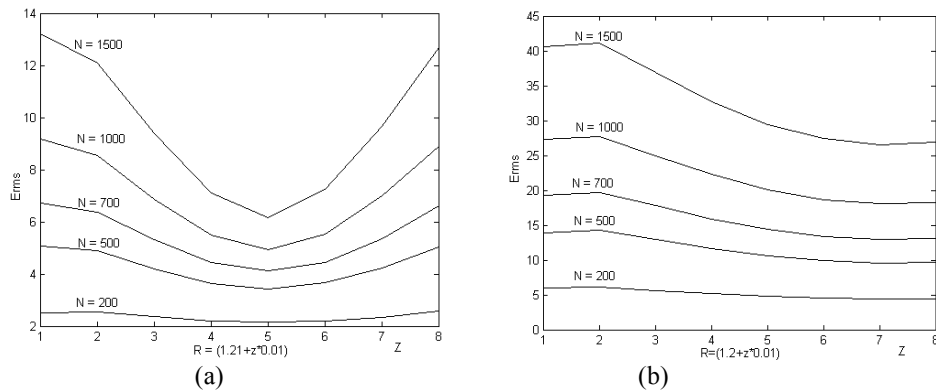 14
12
10
8
6
4
2
Erms
N = 1500
N = 1000
N = 700
N = 500
N = 200
1 2 3 4 5 6 7 8
R = (1.21+z*0.01) Z
(a)
45
40
35
30
25
20
15
10
5
0
Erms
N = 1500
N = 1000
N = 700
N = 500
N = 200
1 2 3 4 5 6 7 8
R=(1.2+z*0.01) Z
(b)